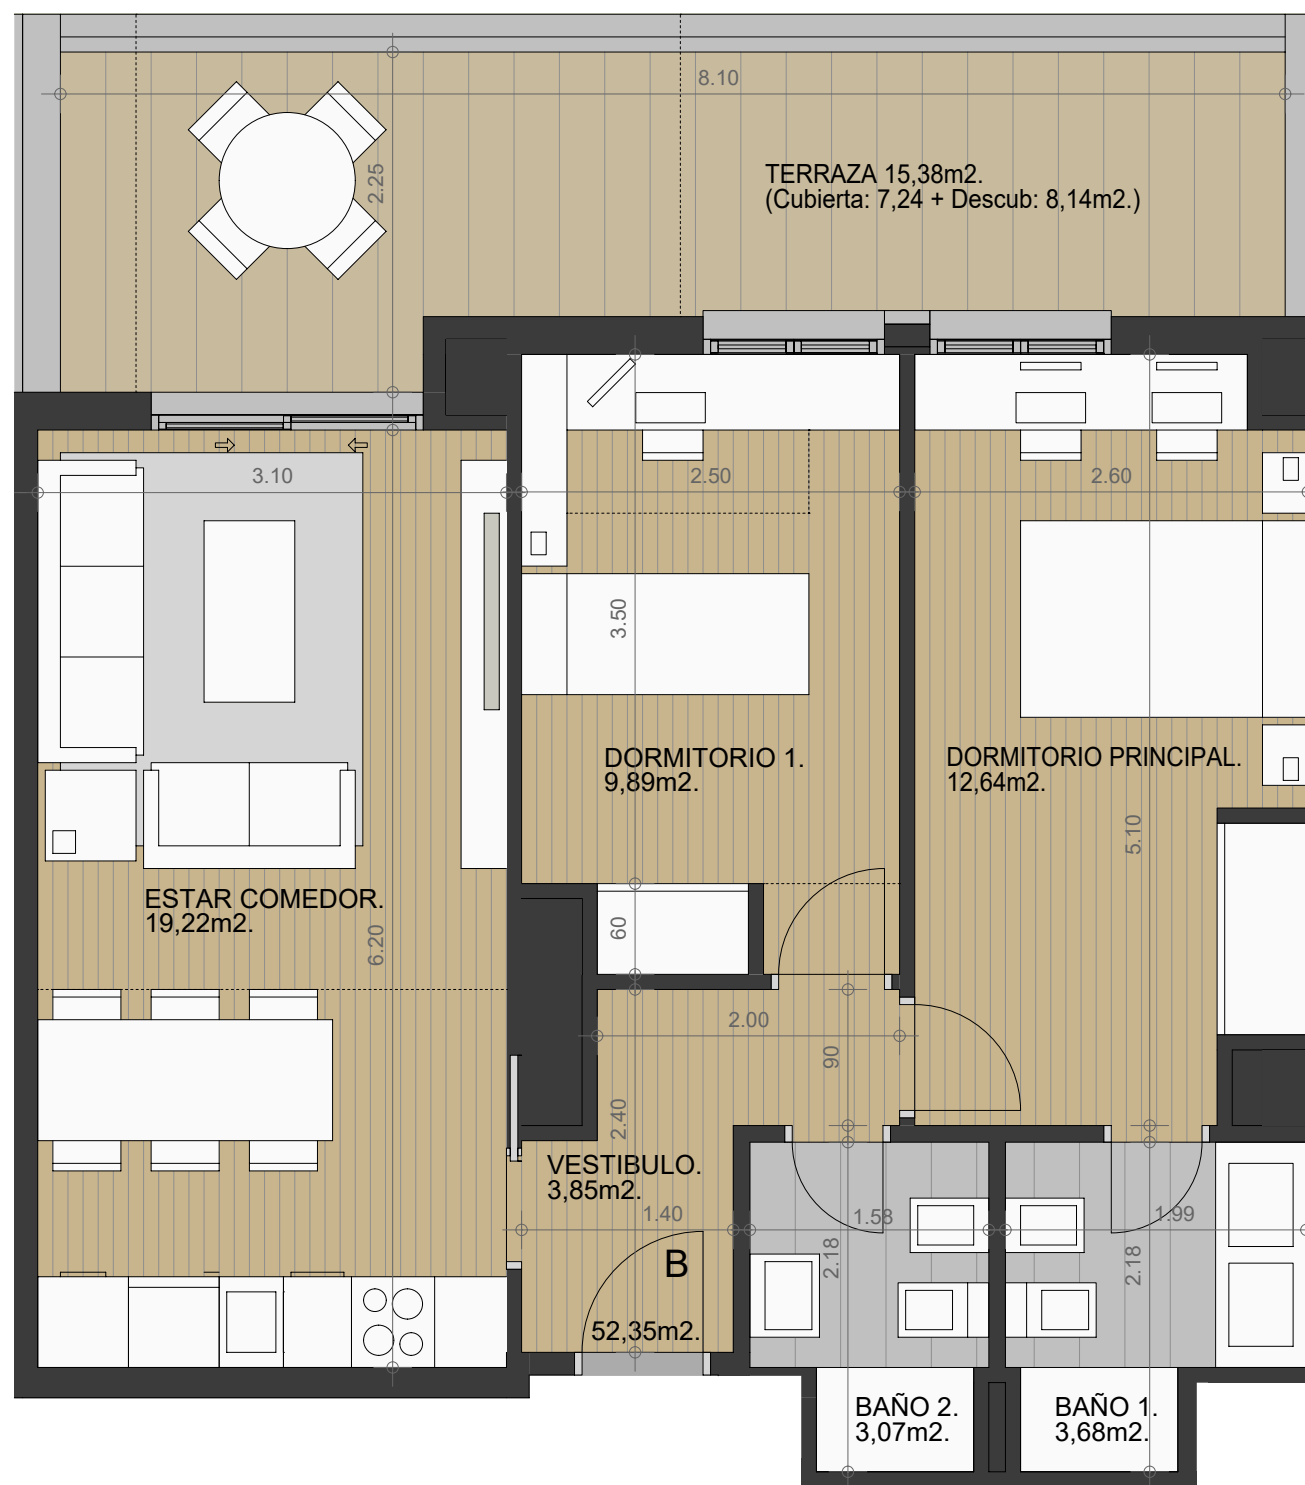 8.10
2.25
TERRAZA 15,38m2.
(Cubierta: 7,24 + Descub: 8,14m2.)
3.10
2.50
2.60
3.50
DORMITORIO 1.
9,89m2.
DORMITORIO PRINCIPAL.
12,64m2.
5.10
ESTAR COMEDOR.
19,22m2.
6.20
60
2.00
90
2.40
VESTIBULO.
3,85m2.
1.40
1.58
1.99
2.18
2.18
B
52,35m2.
BAÑO 2.
3,07m2.
BAÑO 1.
3,68m2.